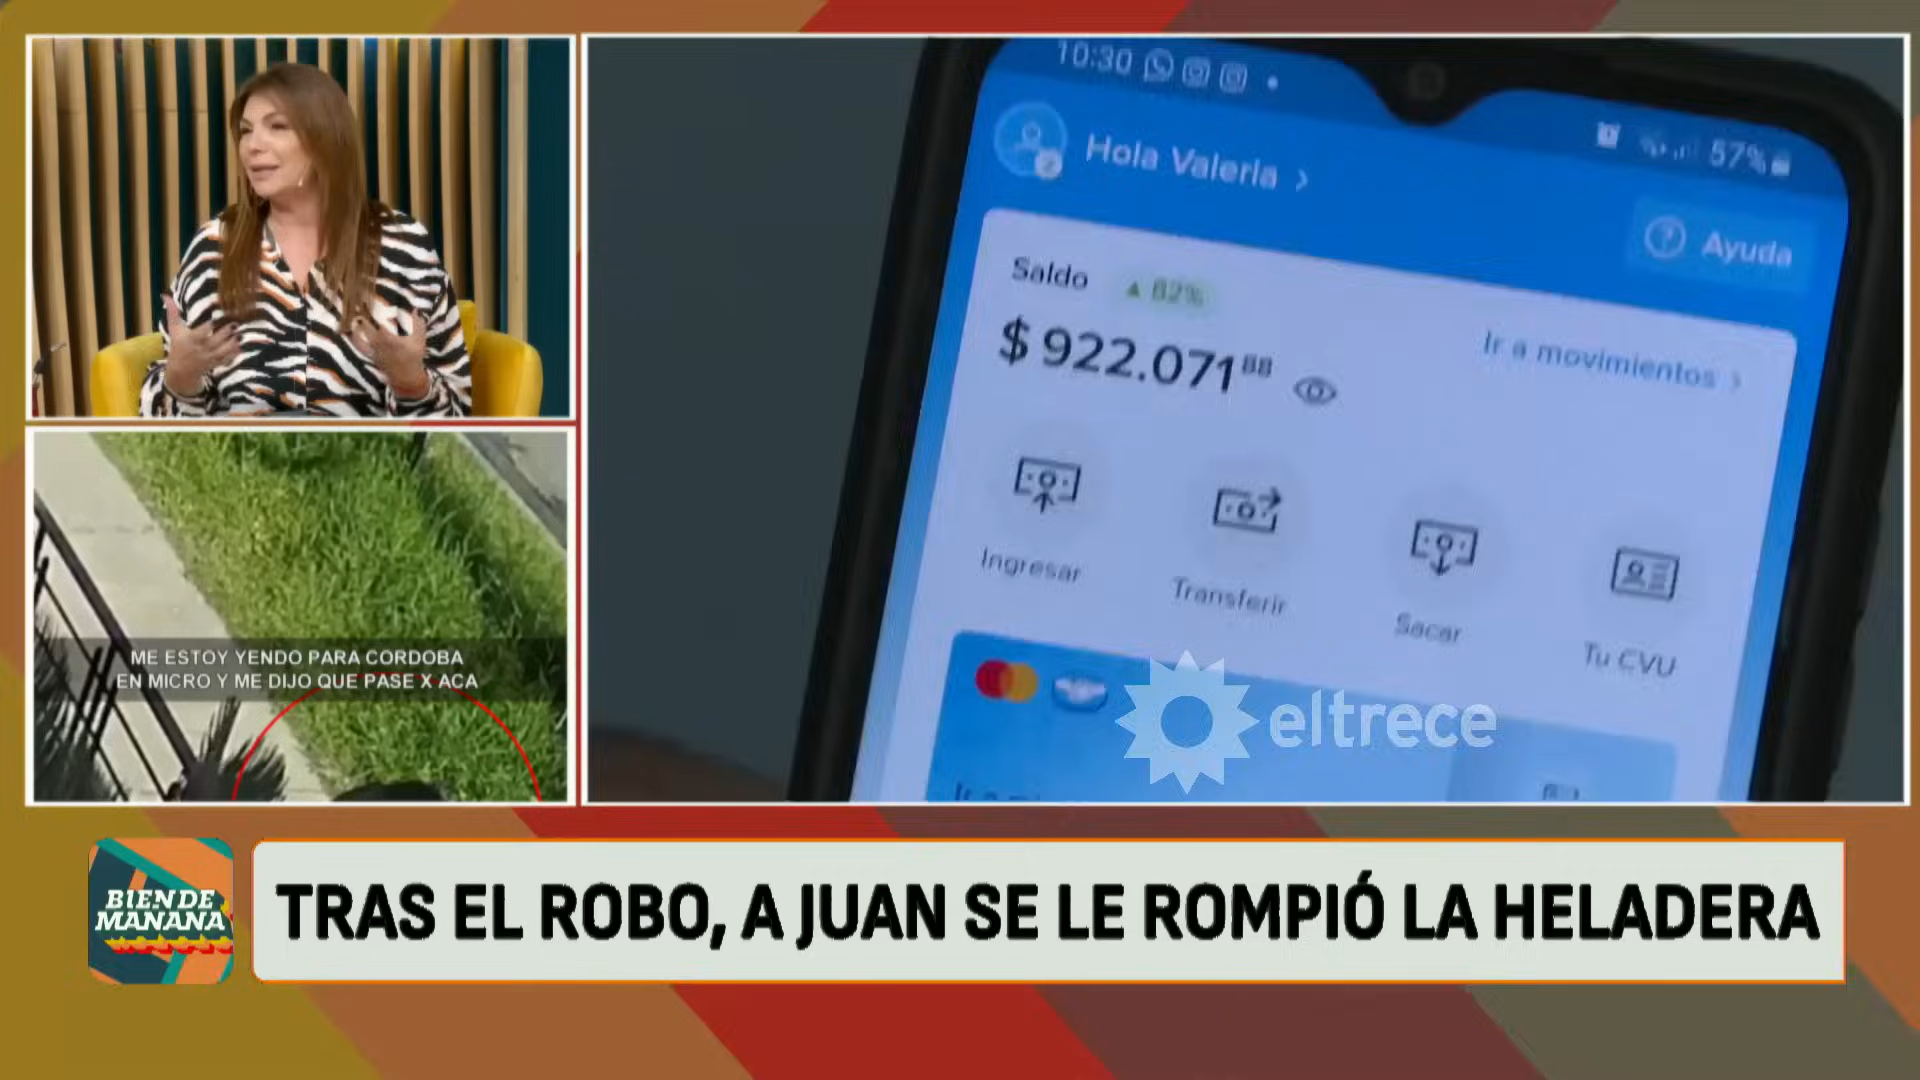 10:30
57%
Hola Valeria >
Ayuda
Saldo
▲ 82%
$ 922.071⁸⁸
Ir a movimientos >
Ingresar
Transferir
Sacar
Tu CVU
eltrece
ME ESTOY YENDO PARA CORDOBA
EN MICRO Y ME DIJO QUE PASE X ACA
BIEN DE
MAÑANA
TRAS EL ROBO, A JUAN SE LE ROMPIÓ LA HELADERA